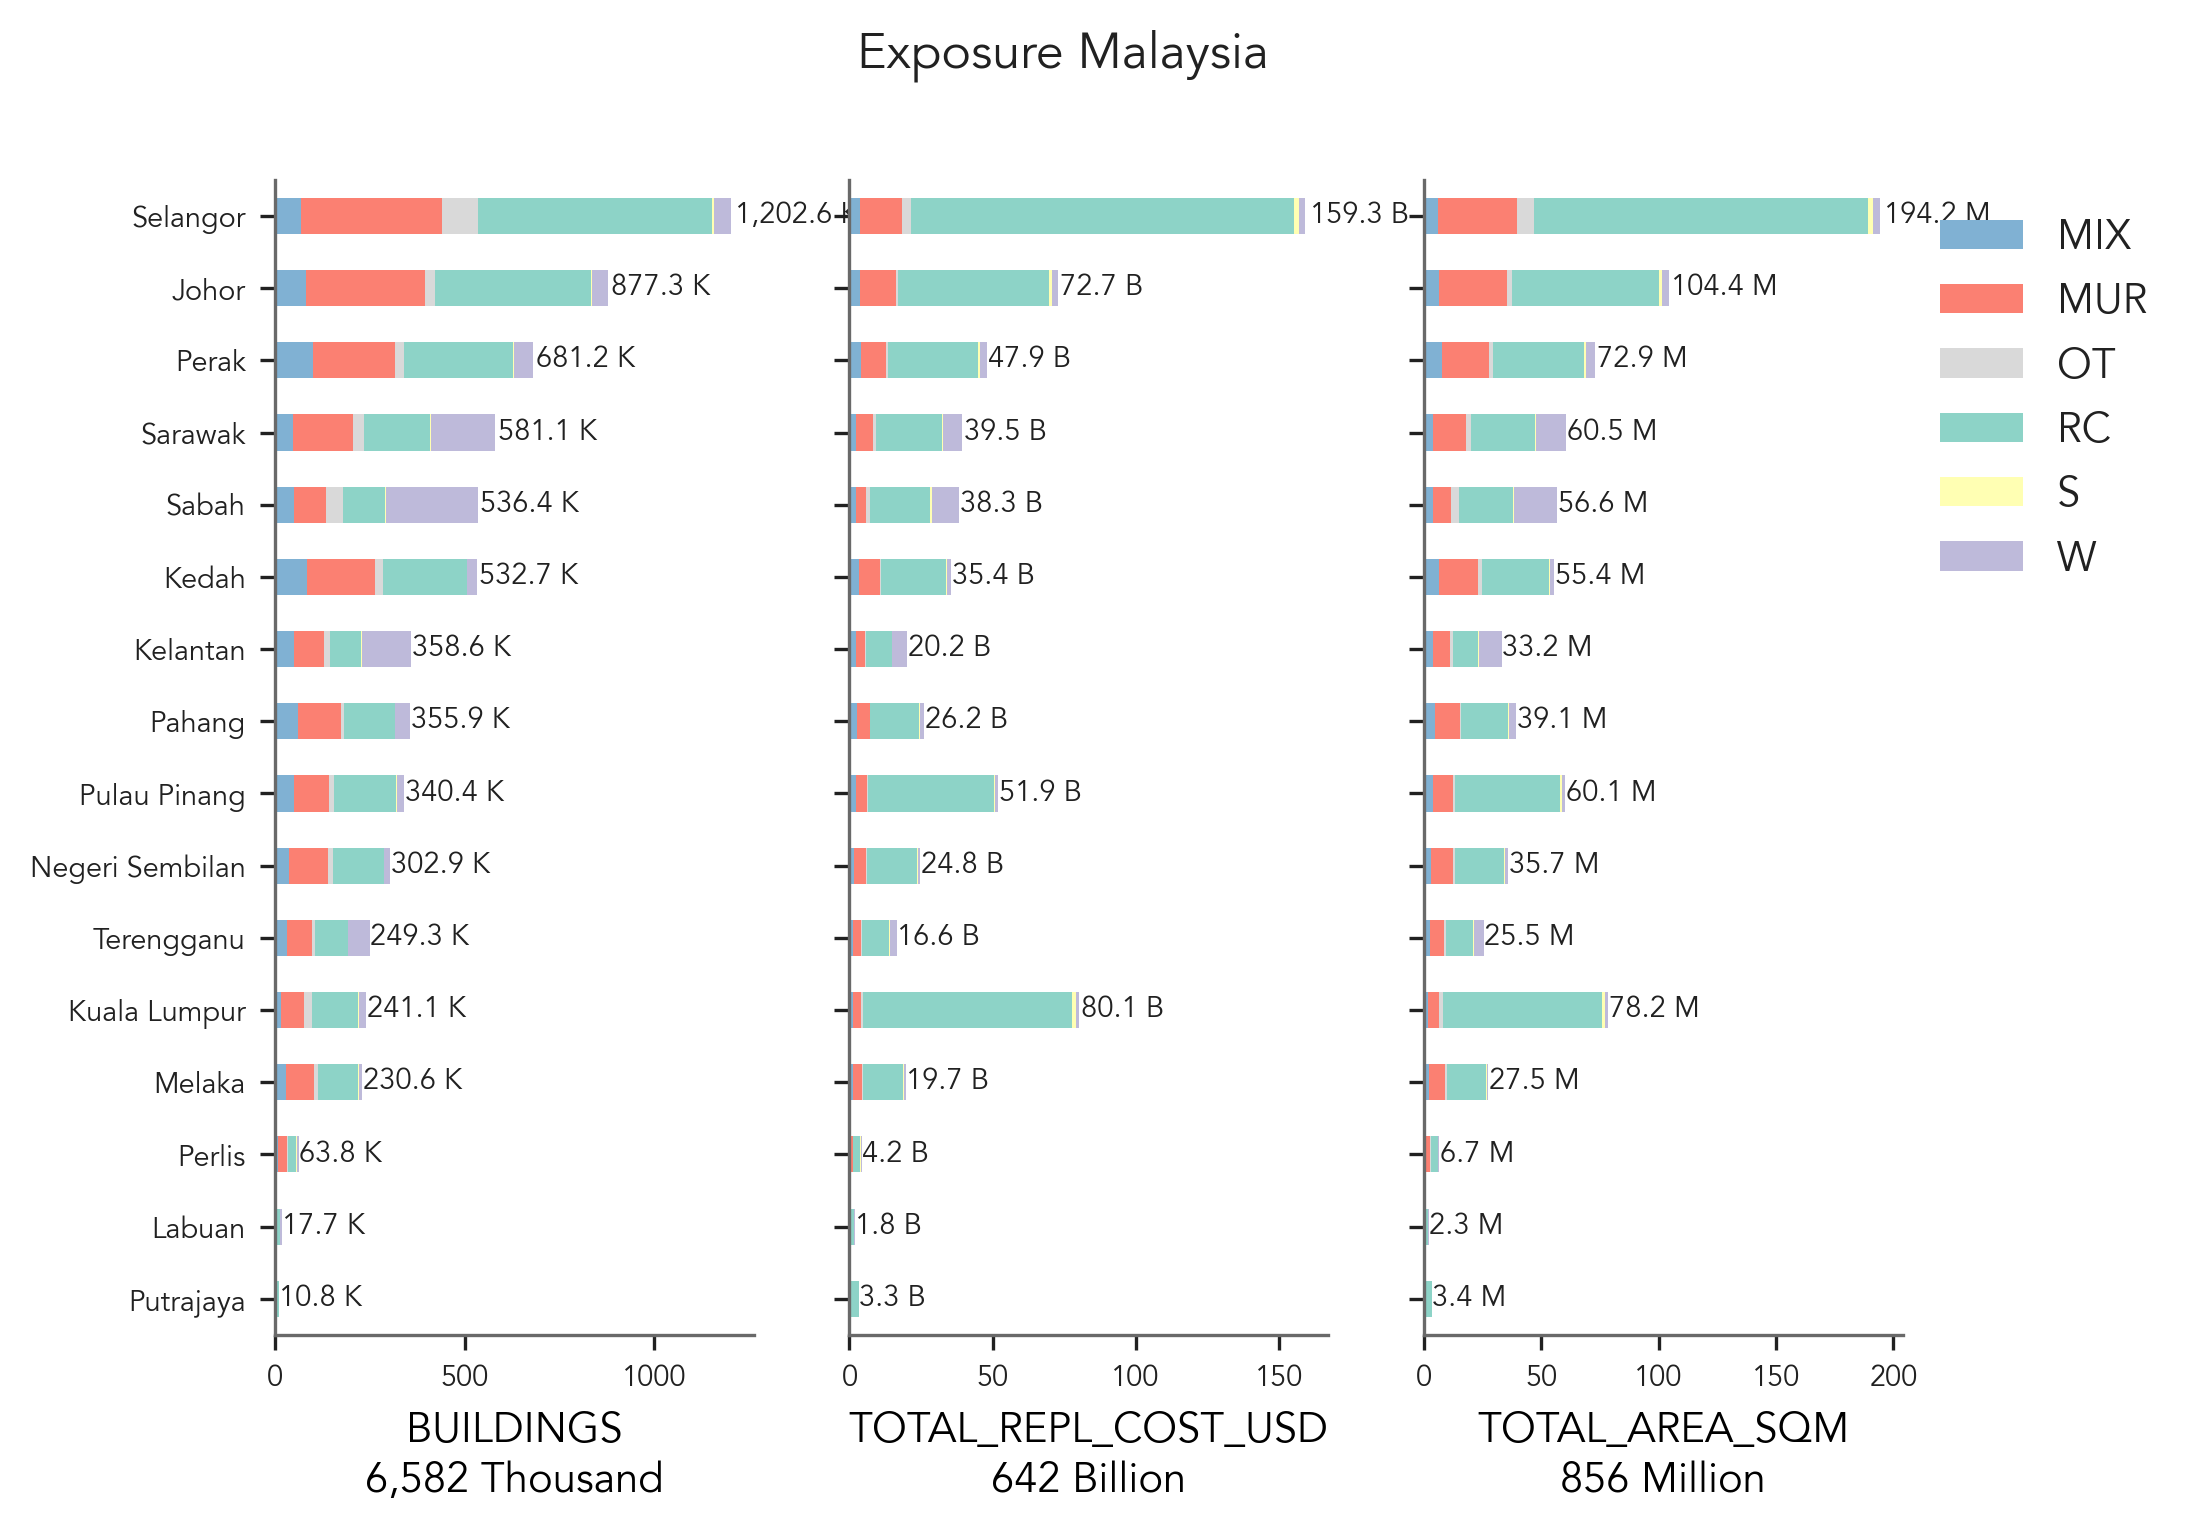 Exposure Malaysia
Selangor 1,202.6 K 159.3 B 194.2 M
Johor 877.3 K 72.7 B 104.4 M
Perak 681.2 K 47.9 B 72.9 M
Sarawak 581.1 K 39.5 B 60.5 M
Sabah 536.4 K 38.3 B 56.6 M
Kedah 532.7 K 35.4 B 55.4 M
Kelantan 358.6 K 20.2 B 33.2 M
Pahang 355.9 K 26.2 B 39.1 M
Pulau Pinang 340.4 K 51.9 B 60.1 M
Negeri Sembilan 302.9 K 24.8 B 35.7 M
Terengganu 249.3 K 16.6 B 25.5 M
Kuala Lumpur 241.1 K 80.1 B 78.2 M
Melaka 230.6 K 19.7 B 27.5 M
Perlis 63.8 K 4.2 B 6.7 M
Labuan 17.7 K 1.8 B 2.3 M
Putrajaya 10.8 K 3.3 B 3.4 M
0 500 1000
BUILDINGS
6,582 Thousand
0 50 100 150
TOTAL_REPL_COST_USD
642 Billion
0 50 100 150 200
TOTAL_AREA_SQM
856 Million
MIX
MUR
OT
RC
S
W